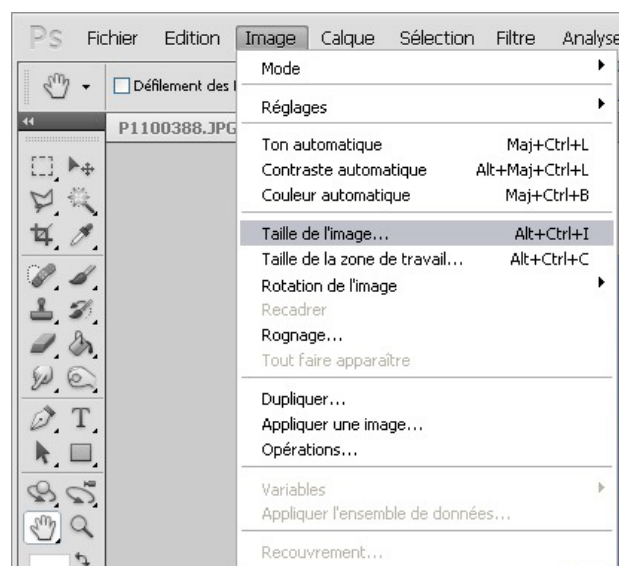 Ps Fichier Edition Image Calque Sélection Filtre Analyse
Défilement des
P1100388.JPG
Mode
Réglages
Ton automatique Maj+Ctrl+L
Contraste automatique Alt+Maj+Ctrl+L
Couleur automatique Maj+Ctrl+B
Taille de l'image... Alt+Ctrl+I
Taille de la zone de travail... Alt+Ctrl+C
Rotation de l'image
Recadrer
Rognage...
Tout faire apparaître
Dupliquer...
Appliquer une image...
Opérations...
Variables
Appliquer l'ensemble de données...
Recouvrement...